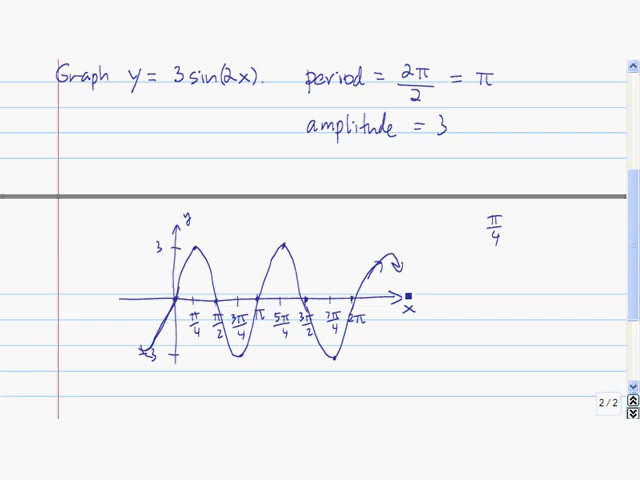 Graph y = 3 sin(2x). period = 2π/2 = π
amplitude = 3
y
π/4
3
π/4 π/2 3π/4 π 5π/4 3π/2 7π/4 2π
x
-3
2/2